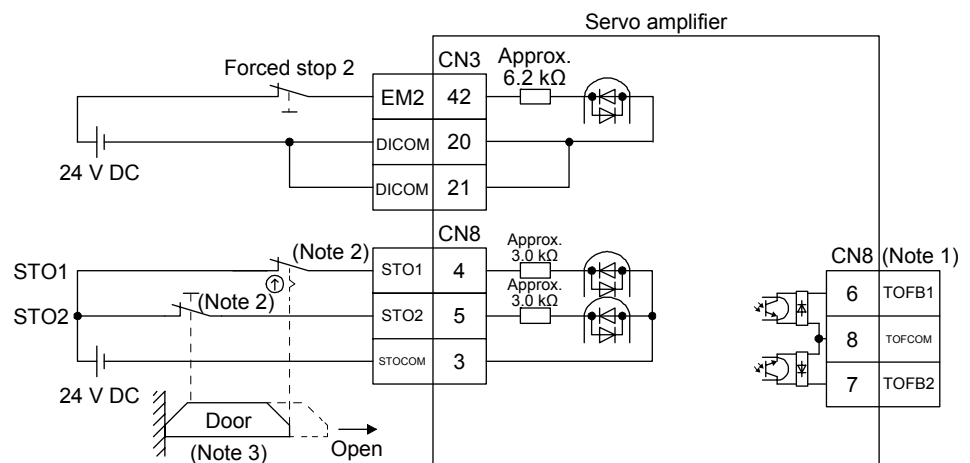 Servo amplifier
Forced stop 2
CN3
Approx.
6.2 kΩ
EM2 42
DICOM 20
24 V DC
DICOM 21
CN8
(Note 2)
Approx.
3.0 kΩ
STO1
STO1 4
Approx.
3.0 kΩ
(Note 2)
STO2
STO2 5
STOCOM 3
24 V DC
Door
(Note 3)
Open
CN8 (Note 1)
6 TOFB1
8 TOFCOM
7 TOFB2